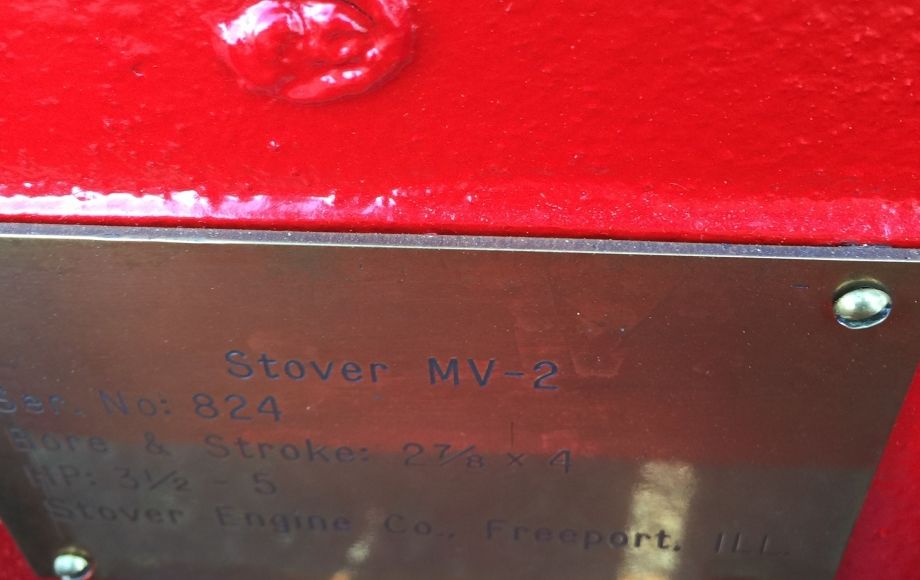 Stover MV-2
Ser. No: 824
Bore & Stroke: 2⅞ × 4
HP: 3½ - 5
Stover Engine Co., Freeport, ILL.